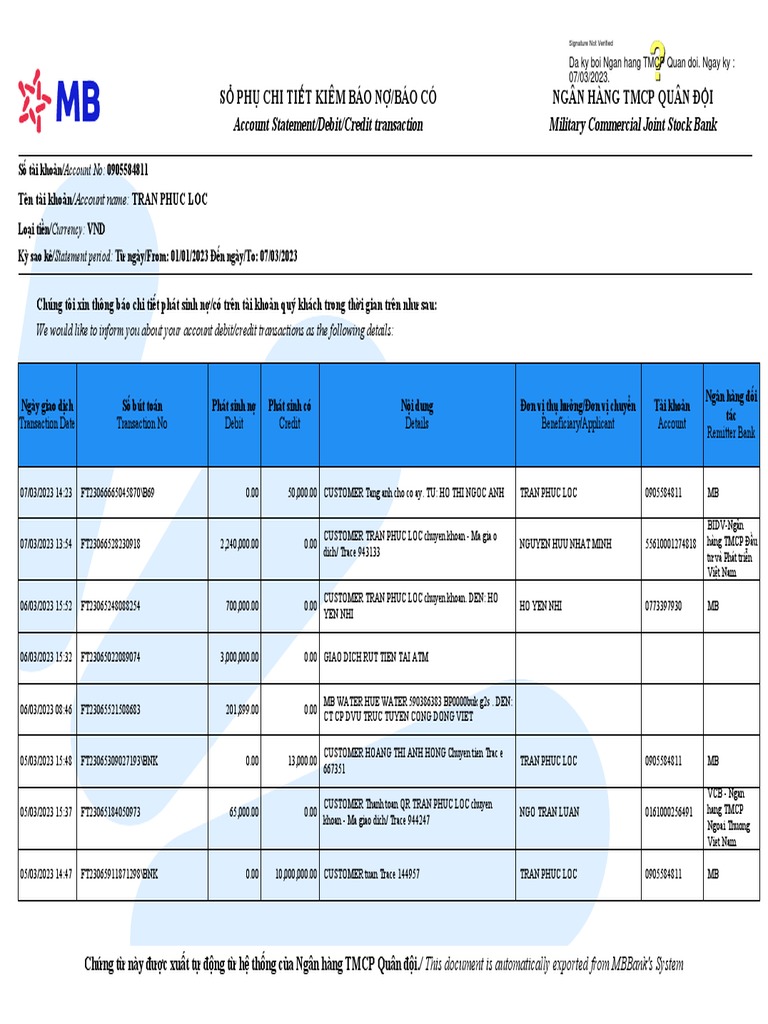 Signature Not Verified
Da ky boi Ngan hang TMCP Quan doi. Ngay ky :
07/03/2023.
?
MB
SỔ PHỤ CHI TIẾT KIÊM BÁO NỢ/BÁO CÓ
Account Statement/Debit/Credit transaction
NGÂN HÀNG TMCP QUÂN ĐỘI
Military Commercial Joint Stock Bank
Số tài khoản/Account No: 0905584811
Tên tài khoản/Account name: TRAN PHUC LOC
Loại tiền/Currency: VND
Kỳ sao kê/Statement period: Từ ngày/From: 01/01/2023 Đến ngày/To: 07/03/2023
Chúng tôi xin thông báo chi tiết phát sinh nợ/có trên tài khoản quý khách trong thời gian trên như sau:
We would like to inform you about your account debit/credit transactions as the following details:
Ngày giao dịch
Transaction Date
Số bút toán
Transaction No
Phát sinh nợ
Debit
Phát sinh có
Credit
Nội dung
Details
Đơn vị thụ hưởng/Đơn vị chuyển
Beneficiary/Applicant
Tài khoản
Account
Ngân hàng đối
tác
Remitter Bank
07/03/2023 14:23 FT23066665045870\B69 0.00 50,000.00 CUSTOMER Tang anh cho co ay. TU: HO THI NGOC ANH TRAN PHUC LOC 0905584811 MB
07/03/2023 13:54 FT23066528230918 2,240,000.00 0.00 CUSTOMER TRAN PHUC LOC chuyen khoan - Ma gia o
dich/ Trace 943133
NGUYEN HUU NHAT MINH 55610001274818
BIDV-Ngân
hàng TMCP Đầu
tư và Phát triển
Việt Nam
06/03/2023 15:52 FT23065248088254 700,000.00 0.00 CUSTOMER TRAN PHUC LOC chuyen khoan. DEN: HO
YEN NHI
HO YEN NHI 0773397930 MB
06/03/2023 15:32 FT23065022089074 3,000,000.00 0.00 GIAO DICH RUT TIEN TAI ATM
06/03/2023 08:46 FT23065521508683 201,899.00 0.00 MB WATER HUE WATER 590386383 BP0000buk g2s . DEN:
CT CP DVU TRUC TUYEN CONG DONG VIET
05/03/2023 15:48 FT23065309027193\BNK 0.00 13,000.00 CUSTOMER HOANG THI ANH HONG Chuyen tien Trac e
667351
TRAN PHUC LOC 0905584811 MB
05/03/2023 15:37 FT23065184050973 65,000.00 0.00 CUSTOMER Thanh toan QR TRAN PHUC LOC chuyen
khoan - Ma giao dich/ Trace 944247
NGO TRAN LUAN 0161000256491
VCB - Ngan
hang TMCP
Ngoai Thuong
Viet Nam
05/03/2023 14:47 FT23065911871298\BNK 0.00 10,000,000.00 CUSTOMER tuan Trace 144957 TRAN PHUC LOC 0905584811 MB
Chứng từ này được xuất tự động từ hệ thống của Ngân hàng TMCP Quân đội./ This document is automatically exported from MBBank's System